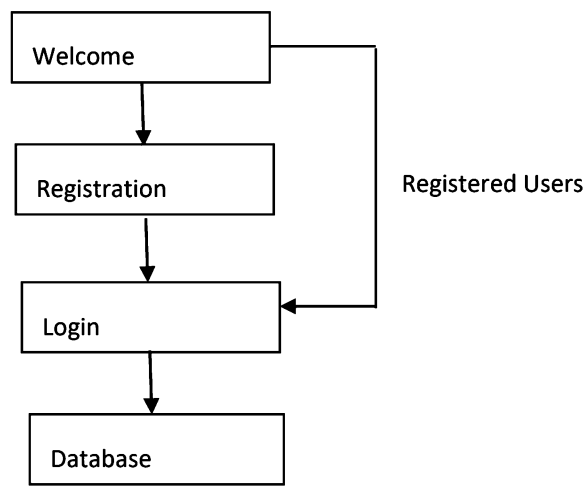 Welcome
Registration
Registered Users
Login
Database